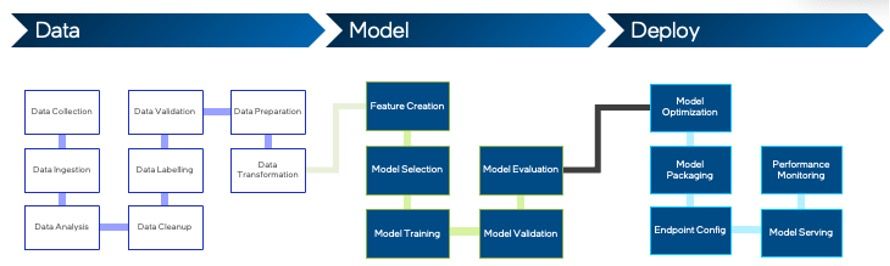 Data
Model
Deploy
Data Collection
Data Validation
Data Preparation
Data Ingestion
Data Labelling
Data
Transformation
Data Analysis
Data Cleanup
Feature Creation
Model Selection
Model Evaluation
Model Training
Model Validation
Model
Optimization
Model
Packaging
Performance
Monitoring
Endpoint Config
Model Serving